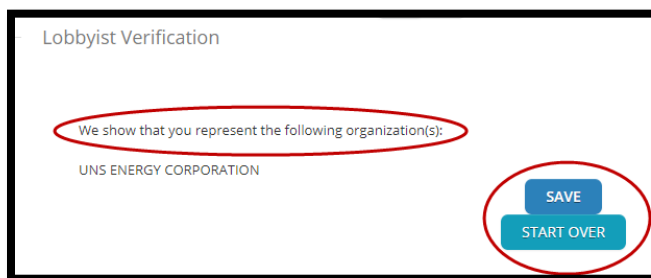 Lobbyist Verification
We show that you represent the following organization(s):
UNS ENERGY CORPORATION
SAVE
START OVER